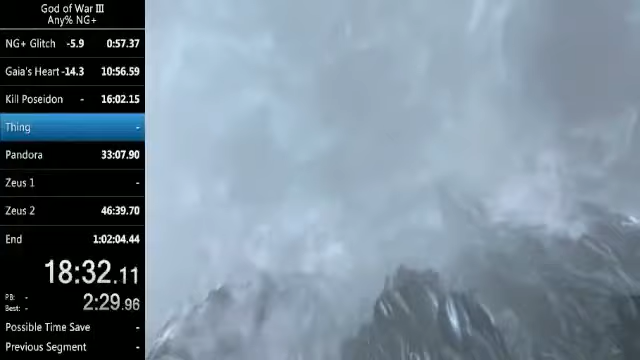 God of War III
Any% NG+
NG+ Glitch -5.9 0:57.37
Gaia's Heart -14.3 10:56.59
Kill Poseidon - 16:02.15
Thing -
Pandora 33:07.90
Zeus 1 -
Zeus 2 46:39.70
End 1:02:04.44
18:32.11
PB: -
Best: - 2:29.96
Possible Time Save -
Previous Segment -